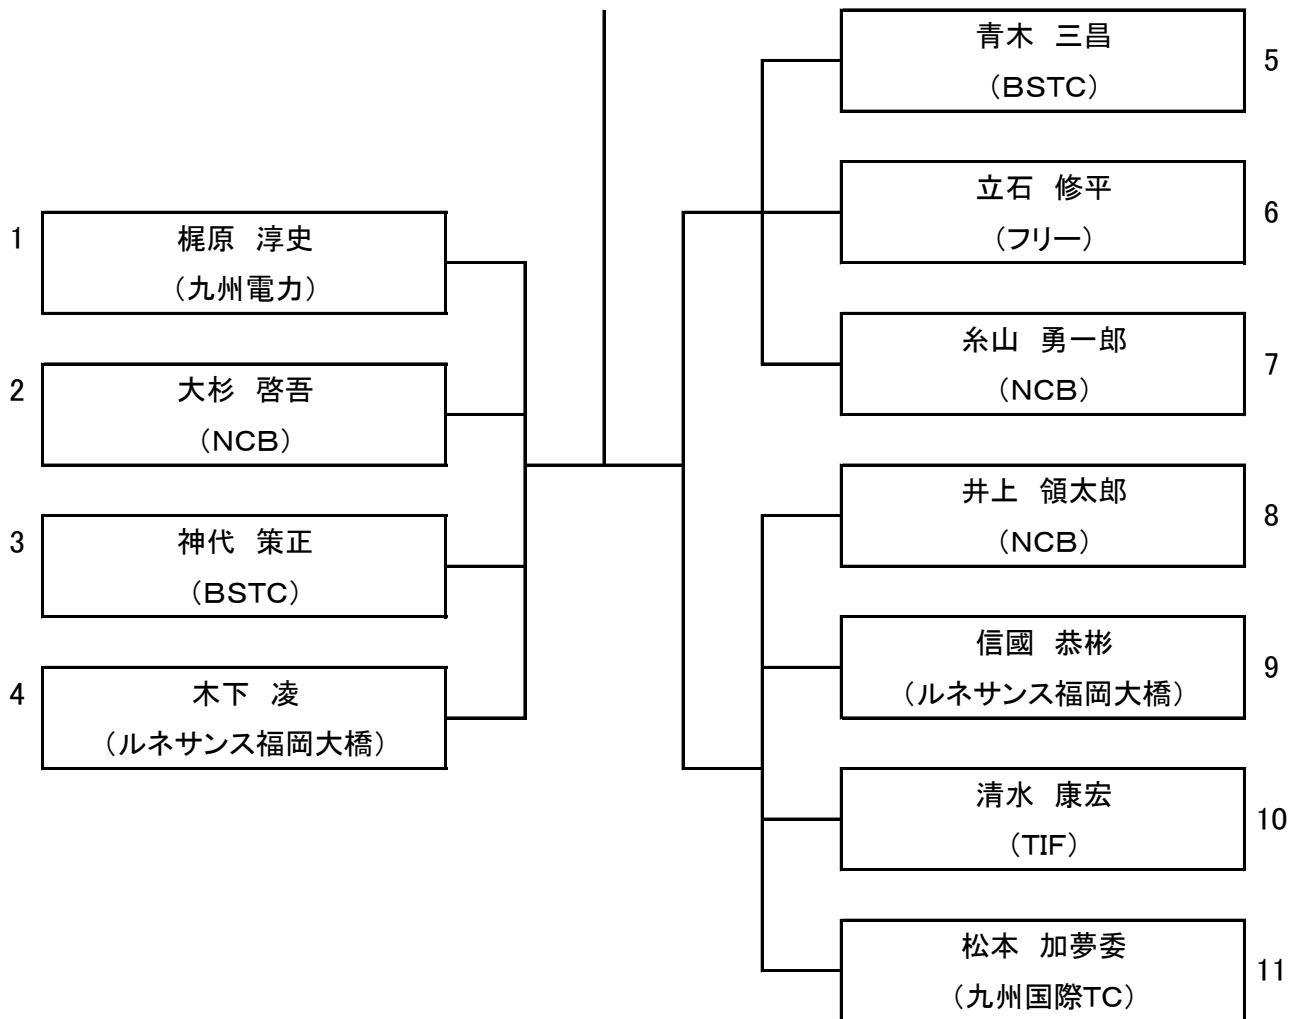 1
梶原　淳史
（九州電力）
2
大杉　啓吾
（NCB）
3
神代　策正
（BSTC）
4
木下　凌
（ルネサンス福岡大橋）
青木　三昌
（BSTC）
5
立石　修平
（フリー）
6
糸山　勇一郎
（NCB）
7
井上　領太郎
（NCB）
8
信國　恭彬
（ルネサンス福岡大橋）
9
清水　康宏
（TIF）
10
松本　加夢委
（九州国際TC）
11